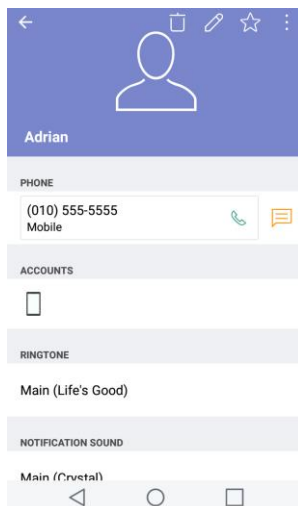 Adrian
PHONE
(010) 555-5555
Mobile
ACCOUNTS
RINGTONE
Main (Life's Good)
NOTIFICATION SOUND
Main (Crystal)